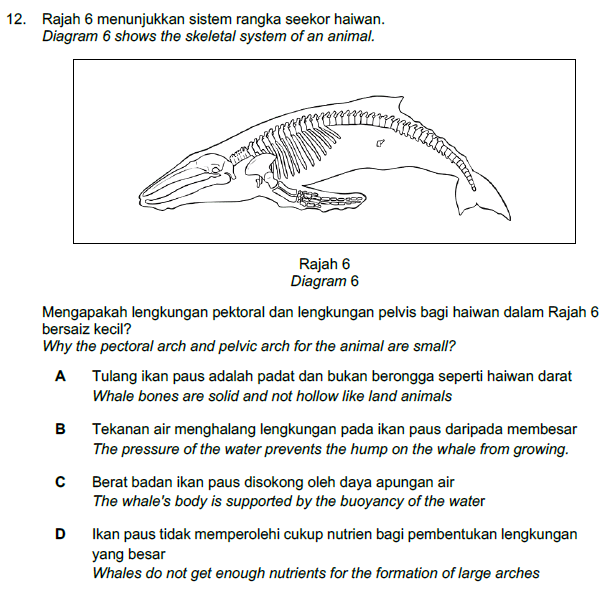 12. Rajah 6 menunjukkan sistem rangka seekor haiwan.
Diagram 6 shows the skeletal system of an animal.
Rajah 6
Diagram 6
Mengapakah lengkungan pektoral dan lengkungan pelvis bagi haiwan dalam Rajah 6
bersaiz kecil?
Why the pectoral arch and pelvic arch for the animal are small?
A Tulang ikan paus adalah padat dan bukan berongga seperti haiwan darat
Whale bones are solid and not hollow like land animals
B Tekanan air menghalang lengkungan pada ikan paus daripada membesar
The pressure of the water prevents the hump on the whale from growing.
C Berat badan ikan paus disokong oleh daya apungan air
The whale's body is supported by the buoyancy of the water
D Ikan paus tidak memperolehi cukup nutrien bagi pembentukan lengkungan
yang besar
Whales do not get enough nutrients for the formation of large arches